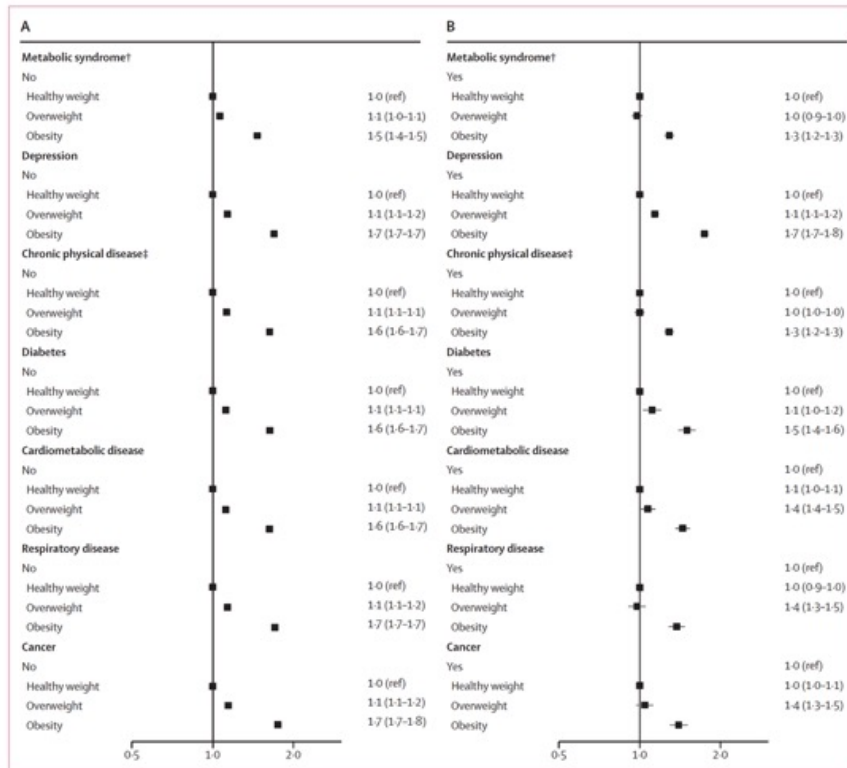 A
Metabolic syndrome†
No
Healthy weight 1·0 (ref)
Overweight 1·1 (1·0–1·1)
Obesity 1·5 (1·4–1·5)
Depression
No
Healthy weight 1·0 (ref)
Overweight 1·1 (1·1–1·2)
Obesity 1·7 (1·7–1·7)
Chronic physical disease‡
No
Healthy weight 1·0 (ref)
Overweight 1·1 (1·1–1·1)
Obesity 1·6 (1·6–1·7)
Diabetes
No
Healthy weight 1·0 (ref)
Overweight 1·1 (1·1–1·1)
Obesity 1·6 (1·6–1·7)
Cardiometabolic disease
No
Healthy weight 1·0 (ref)
Overweight 1·1 (1·1–1·1)
Obesity 1·6 (1·6–1·7)
Respiratory disease
No
Healthy weight 1·0 (ref)
Overweight 1·1 (1·1–1·2)
Obesity 1·7 (1·7–1·7)
Cancer
No
Healthy weight 1·0 (ref)
Overweight 1·1 (1·1–1·2)
Obesity 1·7 (1·7–1·8)
0·5 1·0 2·0
B
Metabolic syndrome†
Yes
Healthy weight 1·0 (ref)
Overweight 1·0 (0·9–1·0)
Obesity 1·3 (1·2–1·3)
Depression
Yes
Healthy weight 1·0 (ref)
Overweight 1·1 (1·1–1·2)
Obesity 1·7 (1·7–1·8)
Chronic physical disease‡
Yes
Healthy weight 1·0 (ref)
Overweight 1·0 (1·0–1·0)
Obesity 1·3 (1·2–1·3)
Diabetes
Yes
Healthy weight 1·0 (ref)
Overweight 1·1 (1·0–1·2)
Obesity 1·5 (1·4–1·6)
Cardiometabolic disease
Yes 1·0 (ref)
Healthy weight 1·1 (1·0–1·1)
Overweight 1·4 (1·4–1·5)
Obesity
Respiratory disease
Yes 1·0 (ref)
Healthy weight 1·0 (0·9–1·0)
Overweight 1·4 (1·3–1·5)
Obesity
Cancer
Yes 1·0 (ref)
Healthy weight 1·0 (1·0–1·1)
Overweight 1·4 (1·3–1·5)
Obesity
0·5 1·0 2·0